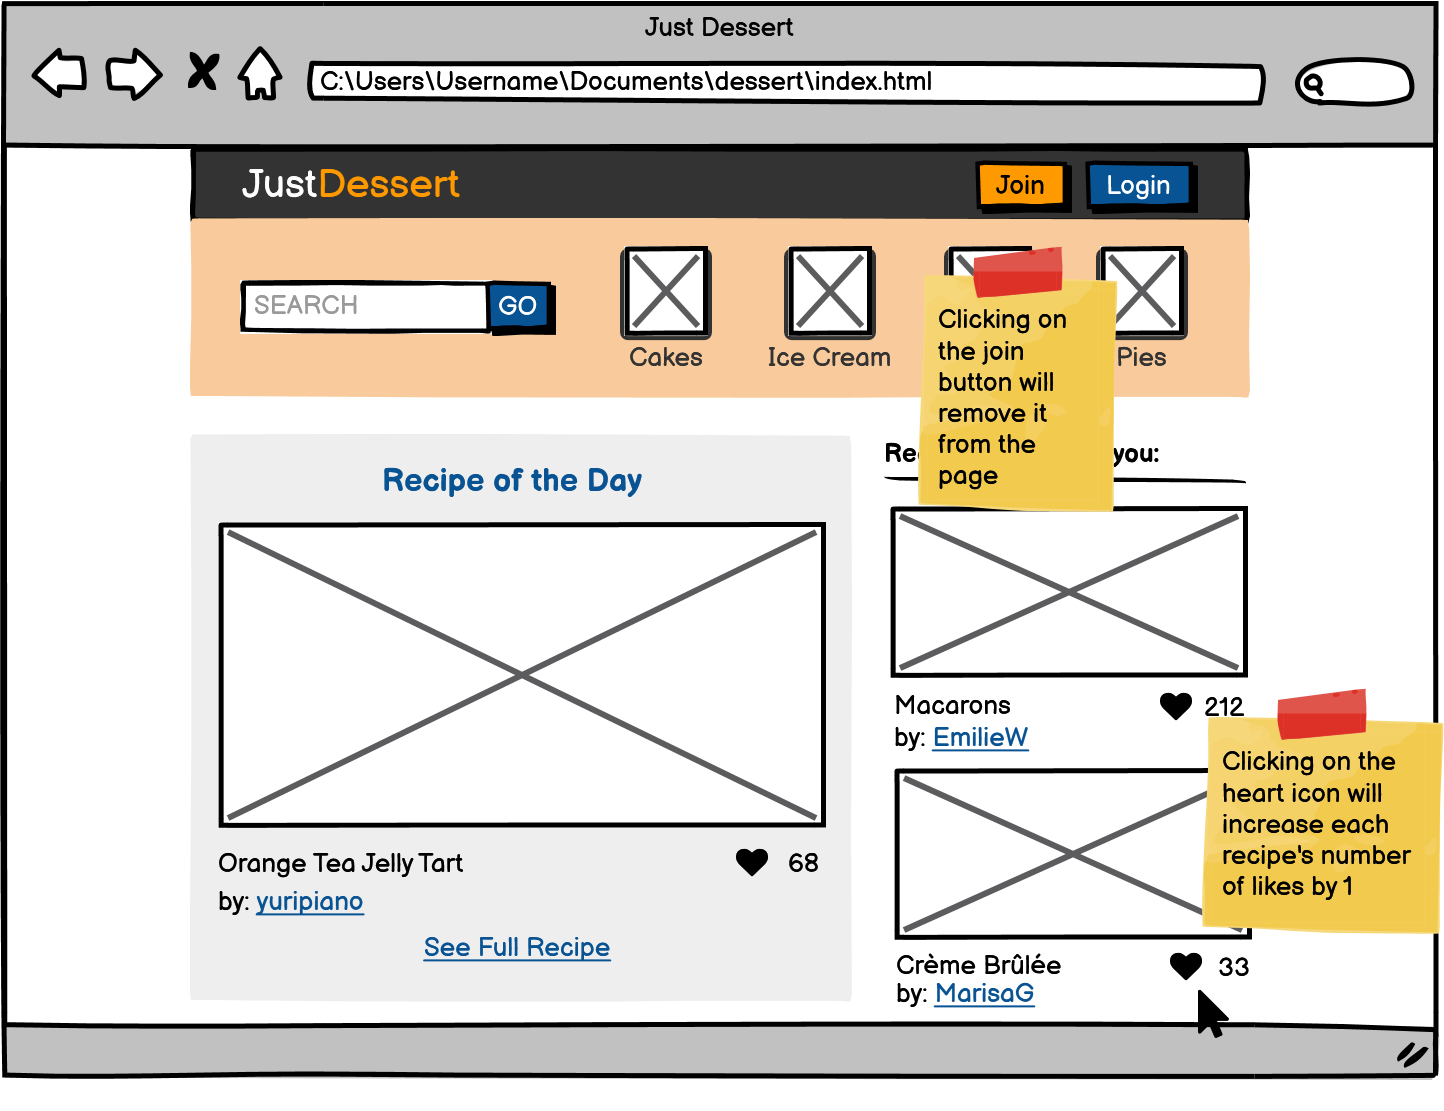 Just Dessert
C:\Users\Username\Documents\dessert\index.html
JustDessert
Join
Login
SEARCH
GO
Cakes
Ice Cream
Pies
Clicking on
the join
button will
remove it
from the
page
Recipe of the Day
you:
Orange Tea Jelly Tart
68
by: yuripiano
See Full Recipe
Macarons
212
by: EmilieW
Clicking on the
heart icon will
increase each
recipe's number
of likes by 1
Crème Brûlée
33
by: MarisaG